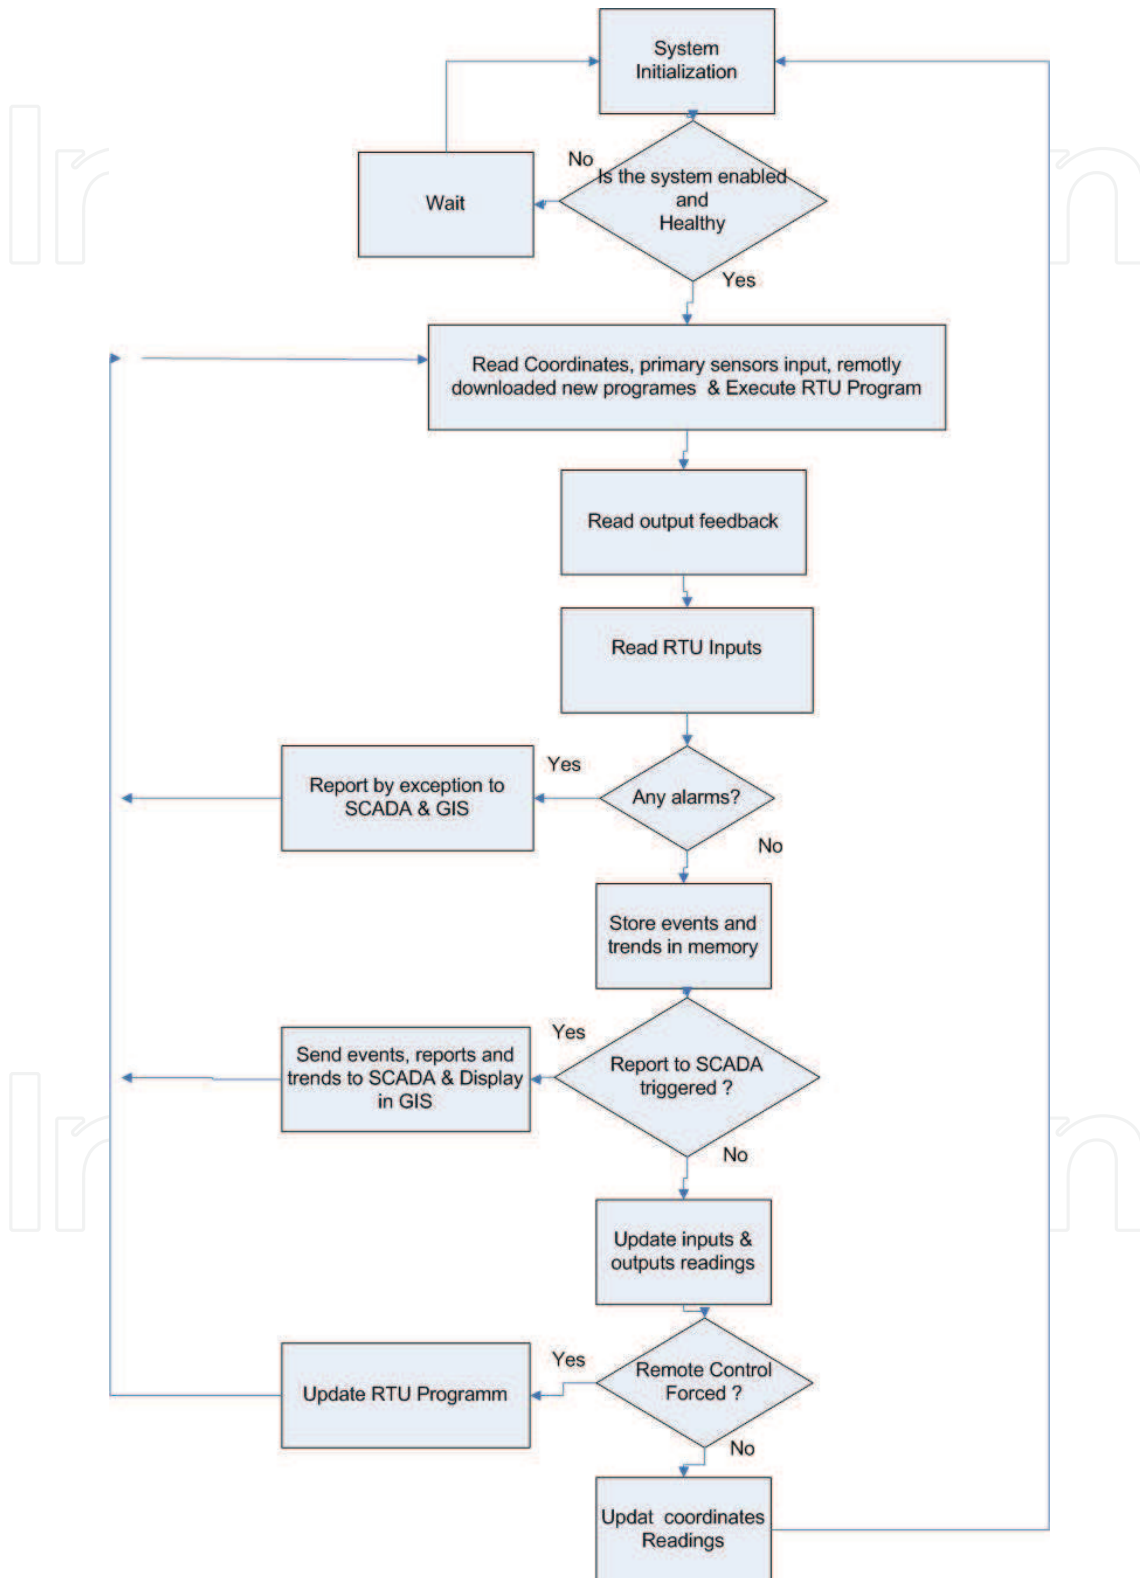 System
Initialization
No
Is the system enabled
and
Healthy
Wait
Yes
Read Coordinates, primary sensors input, remotly
downloaded new programes & Execute RTU Program
Read output feedback
Read RTU Inputs
Yes
Any alarms?
Report by exception to
SCADA & GIS
No
Store events and
trends in memory
Yes
Report to SCADA
triggered ?
Send events, reports and
trends to SCADA & Display
in GIS
No
Update inputs &
outputs readings
Yes
Remote Control
Forced ?
Update RTU Programm
No
Updat coordinates
Readings